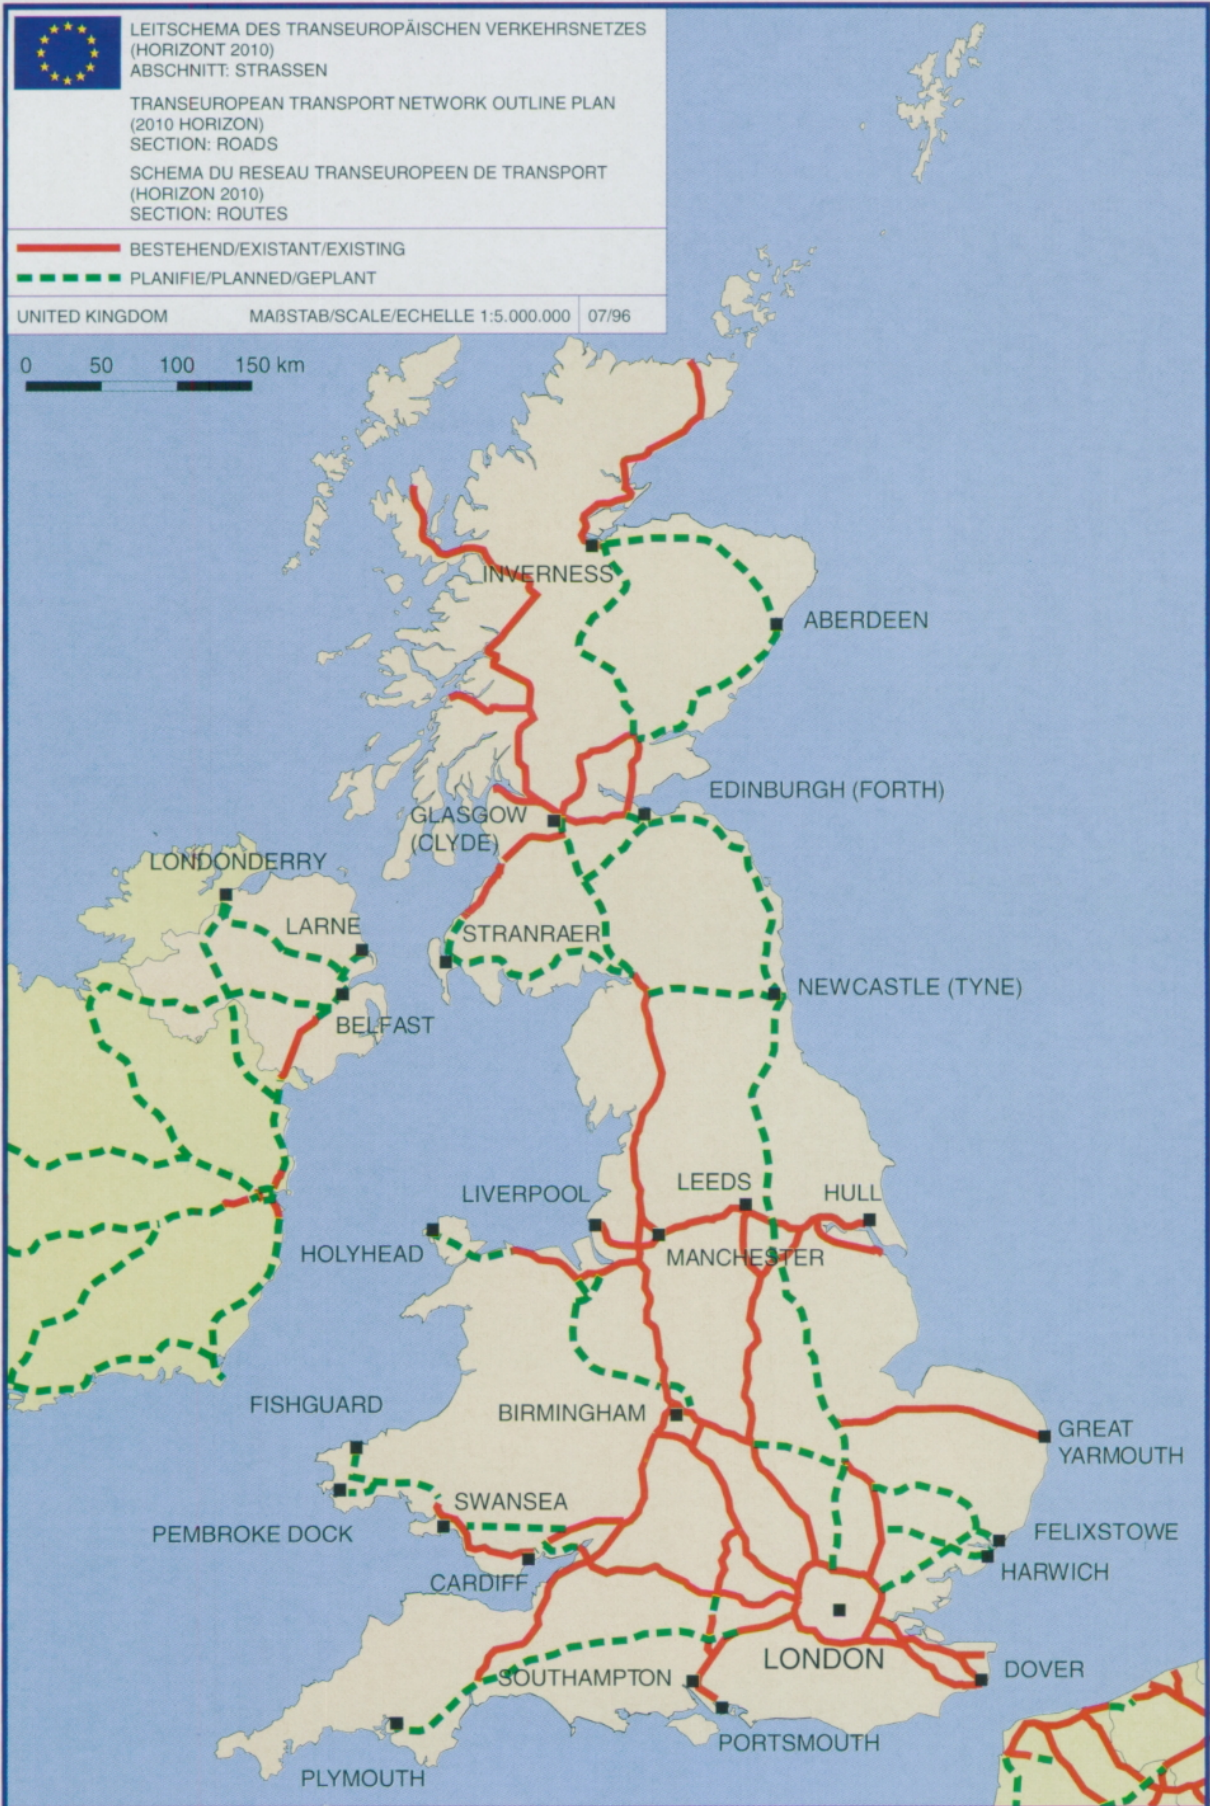 LEITSCHEMA DES TRANSEUROPÄISCHEN VERKEHRSNETZES
(HORIZONT 2010)
ABSCHNITT: STRASSEN
TRANSEUROPEAN TRANSPORT NETWORK OUTLINE PLAN
(2010 HORIZON)
SECTION: ROADS
SCHEMA DU RESEAU TRANSEUROPEEN DE TRANSPORT
(HORIZON 2010)
SECTION: ROUTES
BESTEHEND/EXISTANT/EXISTING
PLANIFIE/PLANNED/GEPLANT
UNITED KINGDOM MAßSTAB/SCALE/ECHELLE 1:5.000.000 07/96
0 50 100 150 km
INVERNESS
ABERDEEN
EDINBURGH (FORTH)
GLASGOW
(CLYDE)
LONDONDERRY
LARNE
STRANRAER
NEWCASTLE (TYNE)
BELFAST
LEEDS
HULL
LIVERPOOL
HOLYHEAD
MANCHESTER
FISHGUARD
BIRMINGHAM
GREAT
YARMOUTH
SWANSEA
PEMBROKE DOCK
FELIXSTOWE
HARWICH
CARDIFF
LONDON
SOUTHAMPTON
DOVER
PORTSMOUTH
PLYMOUTH